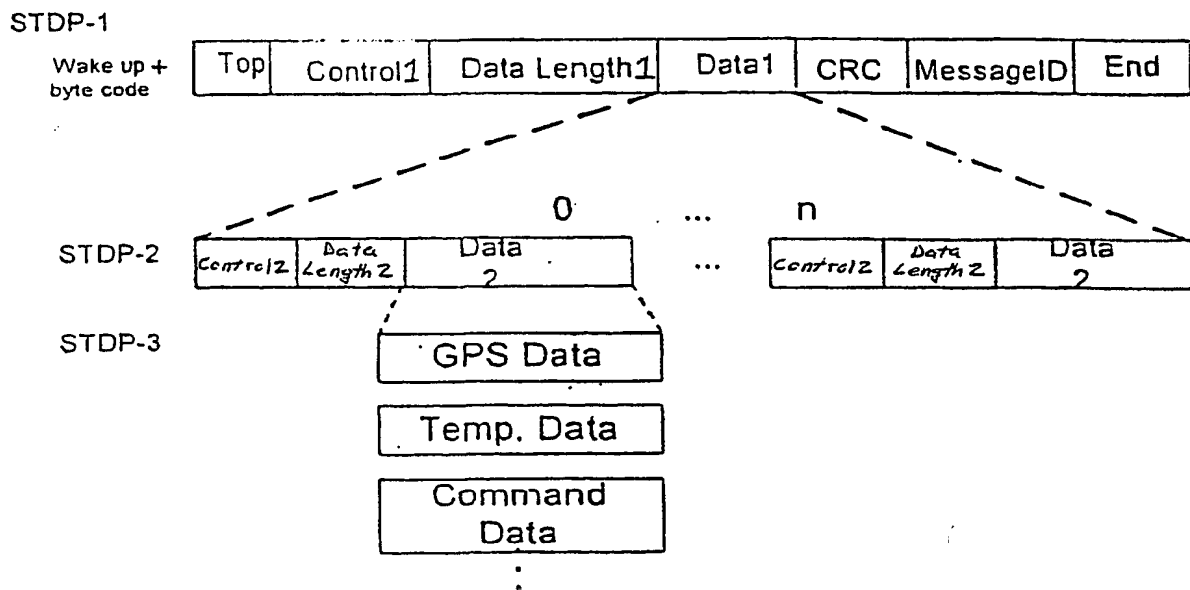 STDP-1
Wake up +
byte code
Top Control1 Data Length1 Data1 CRC MessageID End
0 ... n
STDP-2
Control2 Data
Length2 Data
2 ... Control2 Data
Length2 Data
2
STDP-3
GPS Data
Temp. Data
Command
Data